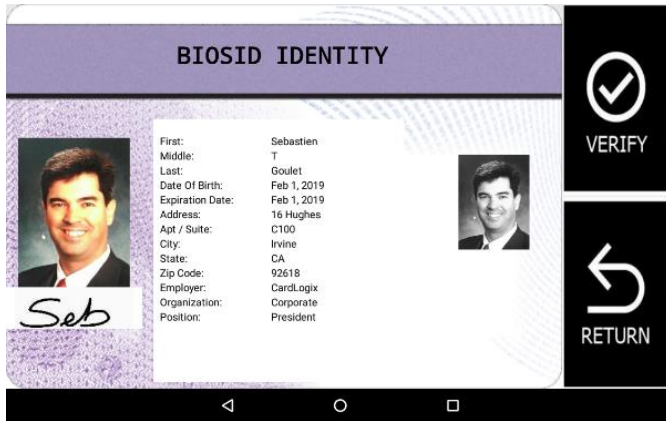 BIOSID IDENTITY
First: Sebastien
Middle: T
Last: Goulet
Date Of Birth: Feb 1, 2019
Expiration Date: Feb 1, 2019
Address: 16 Hughes
Apt / Suite: C100
City: Irvine
State: CA
Zip Code: 92618
Employer: CardLogix
Organization: Corporate
Position: President
Seb
VERIFY
RETURN